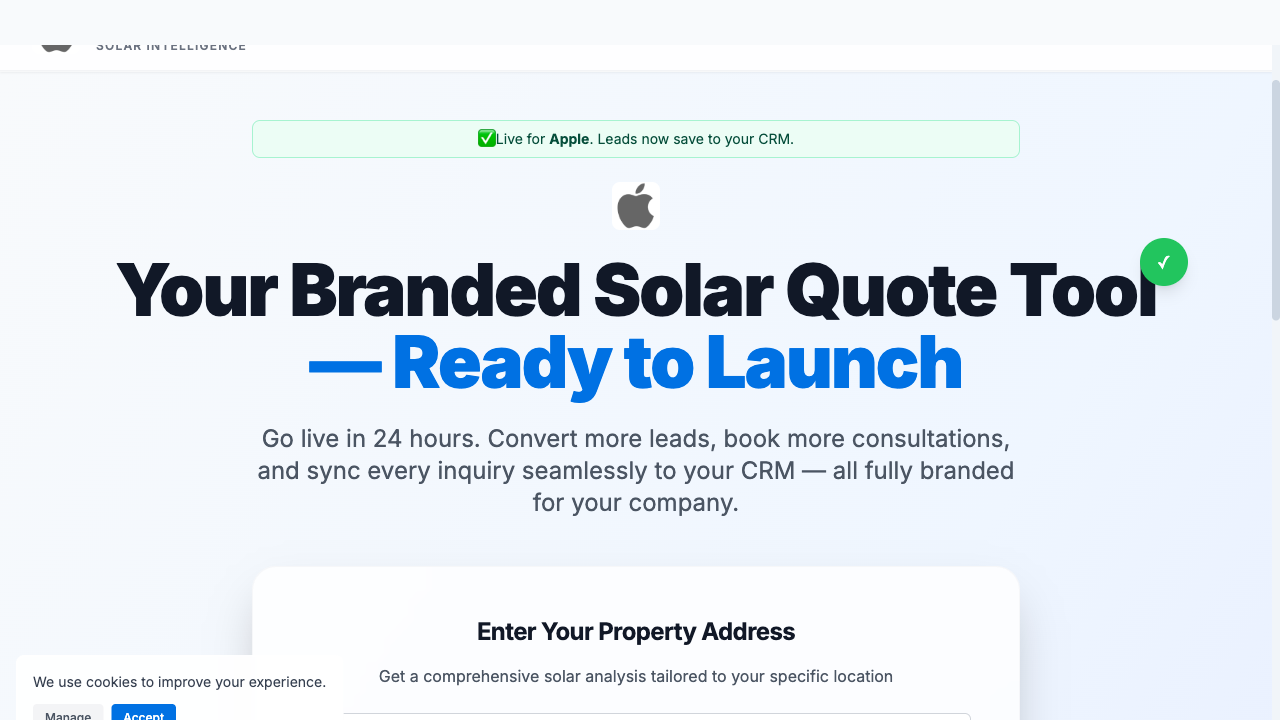 SOLAR INTELLIGENCE
✅Live for Apple. Leads now save to your CRM.
Your Branded Solar Quote Tool
— Ready to Launch
Go live in 24 hours. Convert more leads, book more consultations,
and sync every inquiry seamlessly to your CRM — all fully branded
for your company.
Enter Your Property Address
Get a comprehensive solar analysis tailored to your specific location
We use cookies to improve your experience.
Manage Accept